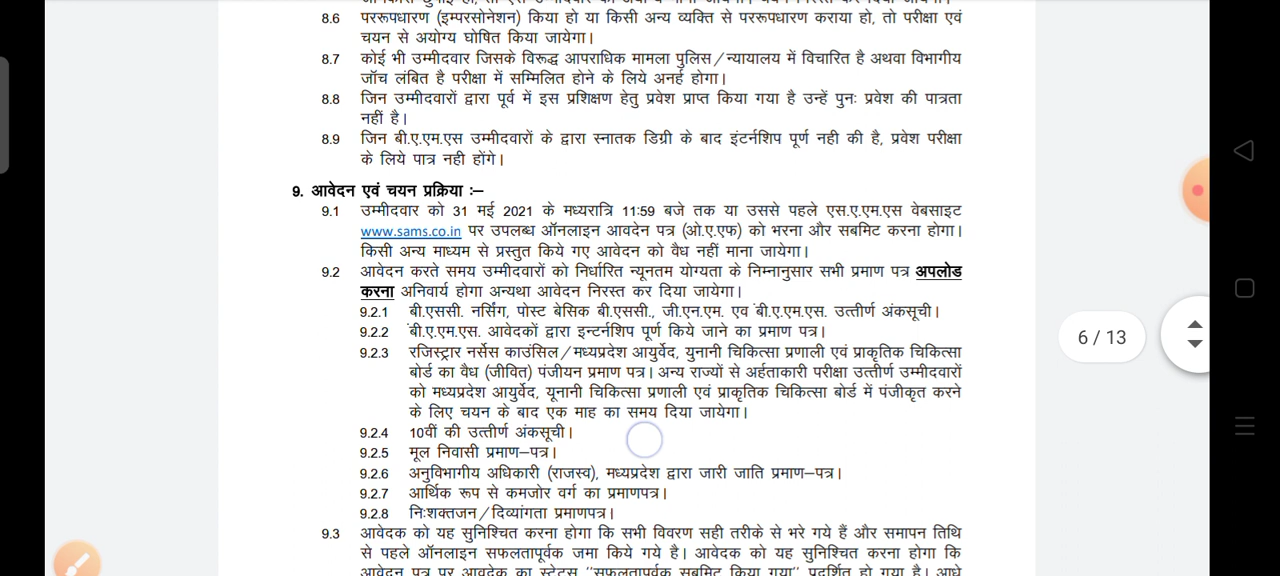 8.6 पररूपधारण (इम्परसोनेशन) किया हो या किसी अन्य व्यक्ति से पररूपधारण कराया हो, तो परीक्षा एवं
चयन से अयोग्य घोषित किया जायेगा।
8.7 कोई भी उम्मीदवार जिसके विरूद्ध आपराधिक मामला पुलिस/न्यायालय में विचारित है अथवा विभागीय
जॉच लंबित है परीक्षा में सम्मिलित होने के लिये अनर्ह होगा।
8.8 जिन उम्मीदवारों द्वारा पूर्व में इस प्रशिक्षण हेतु प्रवेश प्राप्त किया गया है उन्हें पुनः प्रवेश की पात्रता
नहीं है।
8.9 जिन बी.ए.एम.एस उम्मीदवारों के द्वारा स्नातक डिग्री के बाद इंटर्नशिप पूर्ण नही की है, प्रवेश परीक्षा
के लिये पात्र नही होंगे।
9. आवेदन एवं चयन प्रक्रिया :–
9.1 उम्मीदवार को 31 मई 2021 के मध्यरात्रि 11:59 बजे तक या उससे पहले एस.ए.एम.एस वेबसाइट
www.sams.co.in पर उपलब्ध ऑनलाइन आवदेन पत्र (ओ.ए.एफ) को भरना और सबमिट करना होगा।
किसी अन्य माध्यम से प्रस्तुत किये गए आवेदन को वैध नहीं माना जायेगा।
9.2 आवेदन करते समय उम्मीदवारों को निर्धारित न्यूनतम योग्यता के निम्नानुसार सभी प्रमाण पत्र अपलोड
करना अनिवार्य होगा अन्यथा आवेदन निरस्त कर दिया जायेगा।
9.2.1 बी.एससी. नर्सिंग, पोस्ट बेसिक बी.एससी., जी.एन.एम. एव बी.ए.एम.एस. उत्तीर्ण अंकसूची।
9.2.2 बी.ए.एम.एस. आवेदकों द्वारा इन्टर्नशिप पूर्ण किये जाने का प्रमाण पत्र।
9.2.3 रजिस्ट्रार नर्सेस काउंसिल/मध्यप्रदेश आयुर्वेद, युनानी चिकित्सा प्रणाली एवं प्राकृतिक चिकित्सा
बोर्ड का वैध (जीवित) पंजीयन प्रमाण पत्र। अन्य राज्यों से अर्हताकारी परीक्षा उत्तीर्ण उम्मीदवारों
को मध्यप्रदेश आयुर्वेद, यूनानी चिकित्सा प्रणाली एवं प्राकृतिक चिकित्सा बोर्ड में पंजीकृत करने
के लिए चयन के बाद एक माह का समय दिया जायेगा।
9.2.4 10वीं की उत्तीर्ण अंकसूची।
9.2.5 मूल निवासी प्रमाण–पत्र।
9.2.6 अनुविभागीय अधिकारी (राजस्व), मध्यप्रदेश द्वारा जारी जाति प्रमाण–पत्र।
9.2.7 आर्थिक रूप से कमजोर वर्ग का प्रमाणपत्र।
9.2.8 निःशक्तजन/दिव्यांगता प्रमाणपत्र।
9.3 आवेदक को यह सुनिश्चित करना होगा कि सभी विवरण सही तरीके से भरे गये हैं और समापन तिथि
से पहले ऑनलाइन सफलतापूर्वक जमा किये गये है। आवेदक को यह सुनिश्चित करना होगा कि
आवेदन पत्र पर आवदेक का स्टेटस "सफलतापूर्वक सबमिट किया गया" प्रदर्शित हो गया है। आधे
6 / 13